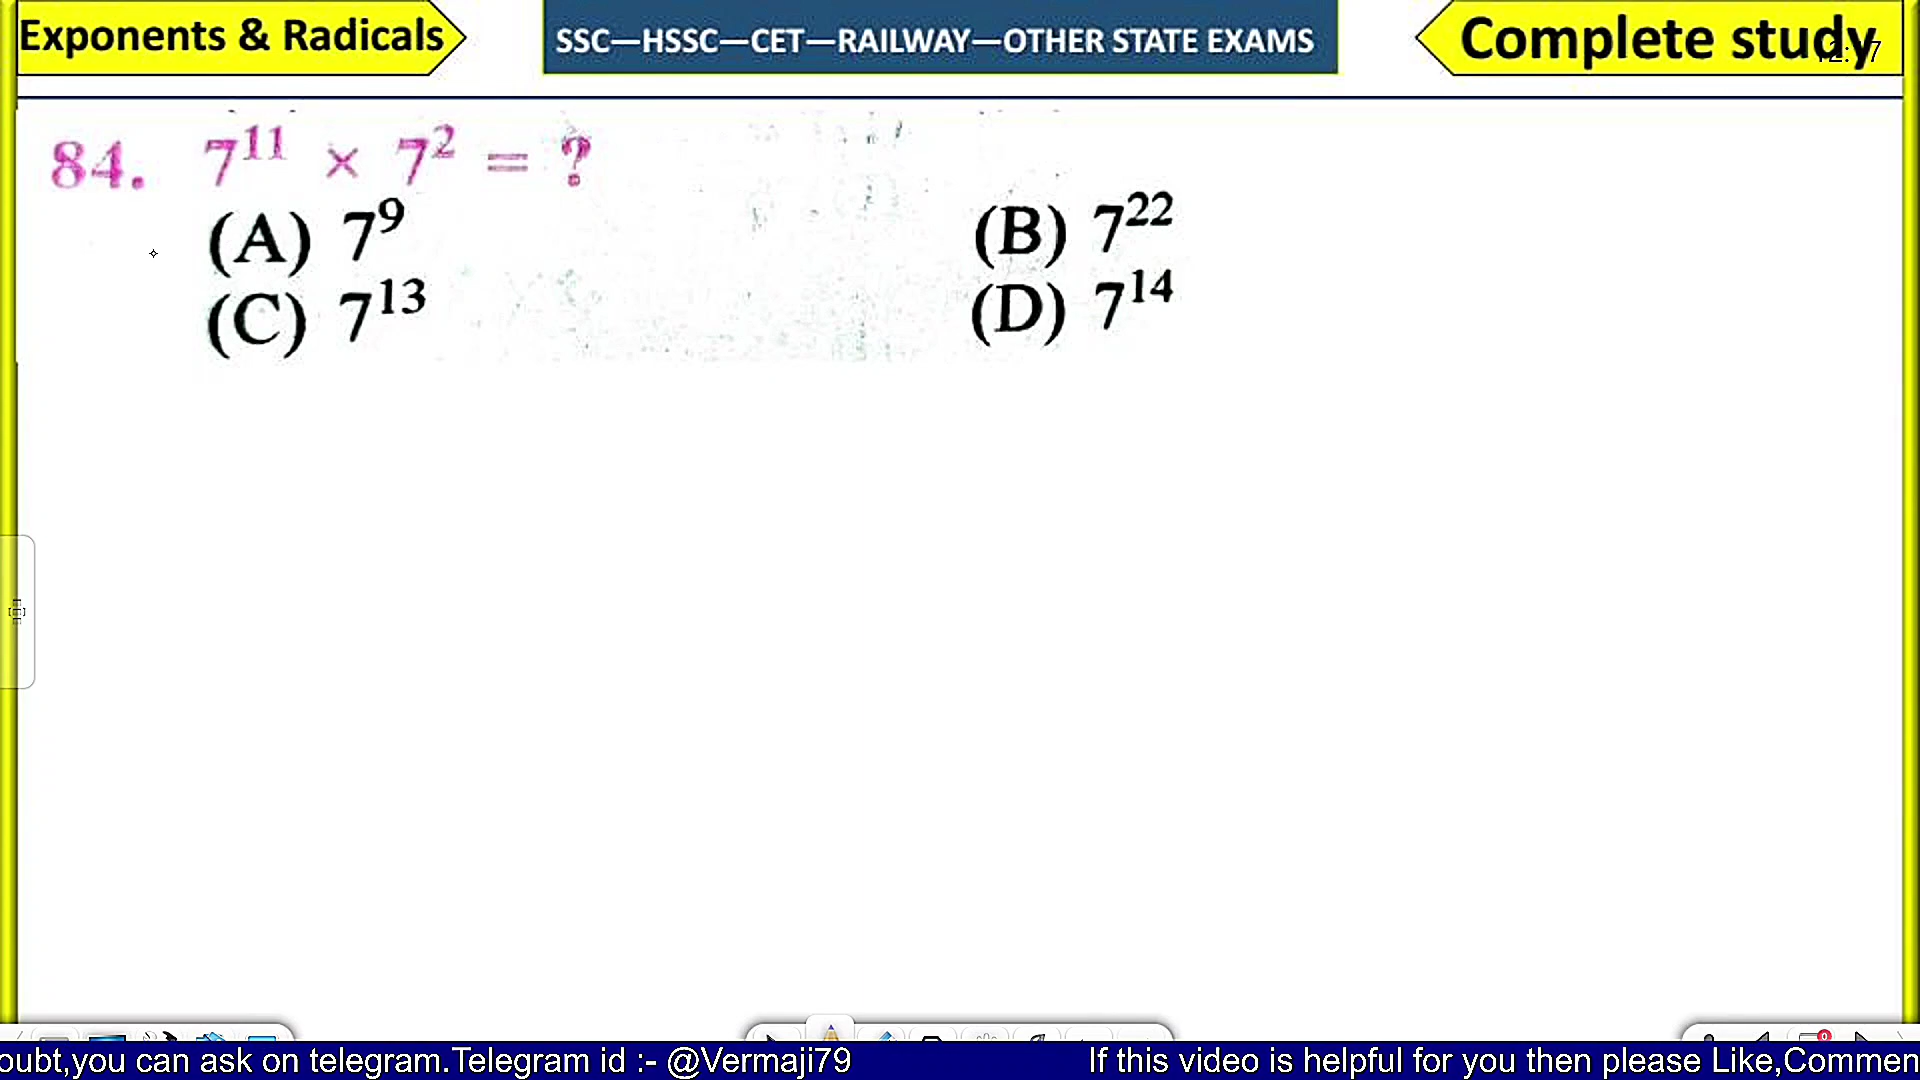 Exponents & Radicals
SSC—HSSC—CET—RAILWAY—OTHER STATE EXAMS
Complete study
84. 7¹¹ × 7² = ?
(A) 7⁹ (B) 7²²
(C) 7¹³ (D) 7¹⁴
oubt,you can ask on telegram.Telegram id :- @Vermaji79 If this video is helpful for you then please Like,Commen